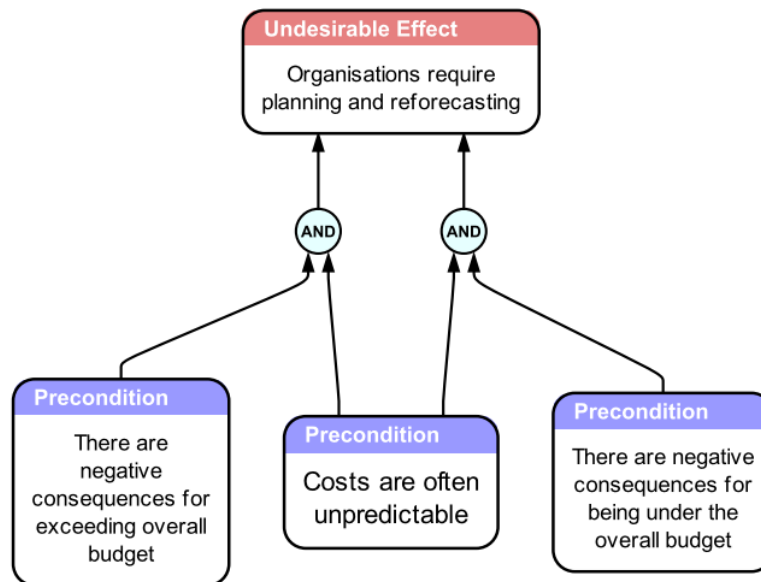 Undesirable Effect
Organisations require
planning and reforecasting
AND
AND
Precondition
There are
negative
consequences for
exceeding overall
budget
Precondition
Costs are often
unpredictable
Precondition
There are negative
consequences for
being under the
overall budget